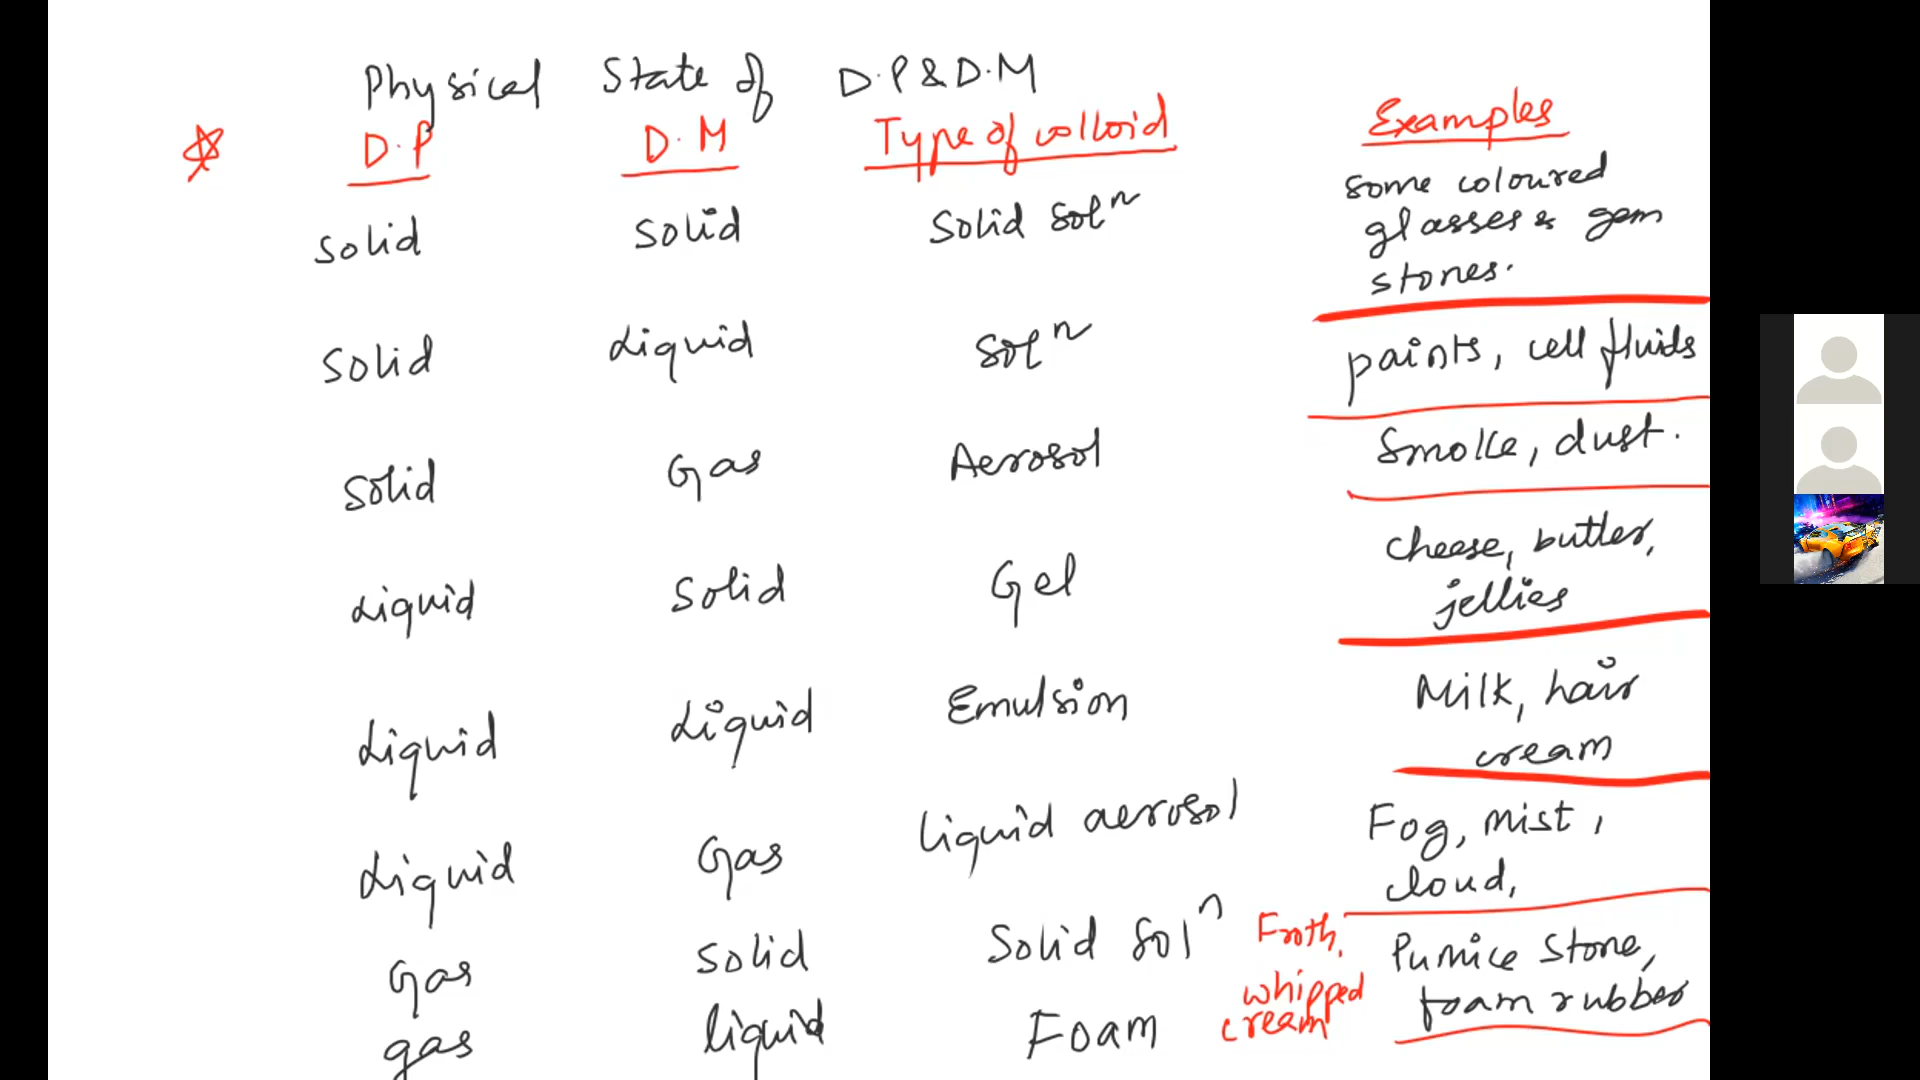 Physical State of D.P & D.M
D.P D.M Type of colloid Examples
solid solid Solid solⁿ some coloured
glasses & gem
stones.
solid Liquid Solⁿ paints, cell fluids
solid Gas Aerosol Smoke, dust.
Liquid solid Gel cheese, butter,
jellies
Liquid Liquid Emulsion Milk, hair
cream
Liquid Gas liquid aerosol Fog, mist,
cloud,
Gas solid Solid Solⁿ Pumice Stone,
foam rubber
gas liquid Foam Froth,
whipped
cream